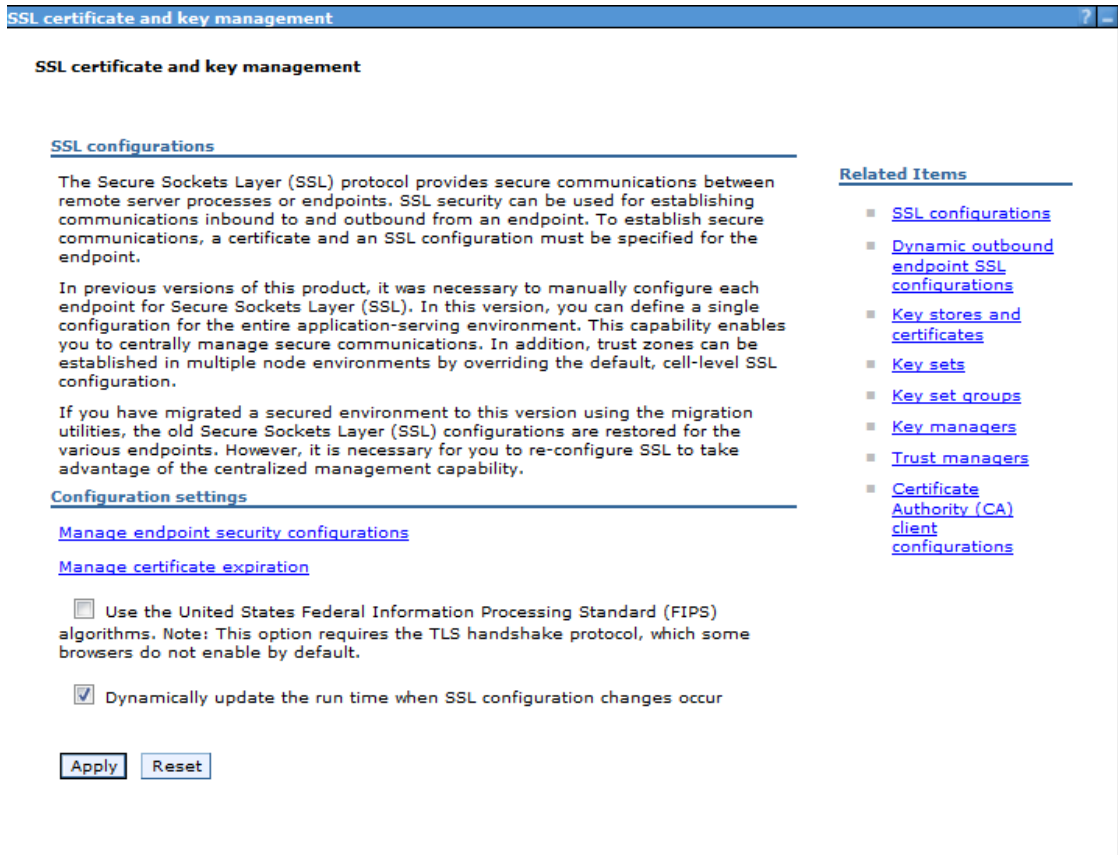 SSL certificate and key management
? –
SSL certificate and key management
SSL configurations
The Secure Sockets Layer (SSL) protocol provides secure communications between
remote server processes or endpoints. SSL security can be used for establishing
communications inbound to and outbound from an endpoint. To establish secure
communications, a certificate and an SSL configuration must be specified for the
endpoint.
In previous versions of this product, it was necessary to manually configure each
endpoint for Secure Sockets Layer (SSL). In this version, you can define a single
configuration for the entire application-serving environment. This capability enables
you to centrally manage secure communications. In addition, trust zones can be
established in multiple node environments by overriding the default, cell-level SSL
configuration.
If you have migrated a secured environment to this version using the migration
utilities, the old Secure Sockets Layer (SSL) configurations are restored for the
various endpoints. However, it is necessary for you to re-configure SSL to take
advantage of the centralized management capability.
Configuration settings
Manage endpoint security configurations
Manage certificate expiration
Use the United States Federal Information Processing Standard (FIPS)
algorithms. Note: This option requires the TLS handshake protocol, which some
browsers do not enable by default.
Dynamically update the run time when SSL configuration changes occur
Apply
Reset
Related Items
SSL configurations
Dynamic outbound
endpoint SSL
configurations
Key stores and
certificates
Key sets
Key set groups
Key managers
Trust managers
Certificate
Authority (CA)
client
configurations